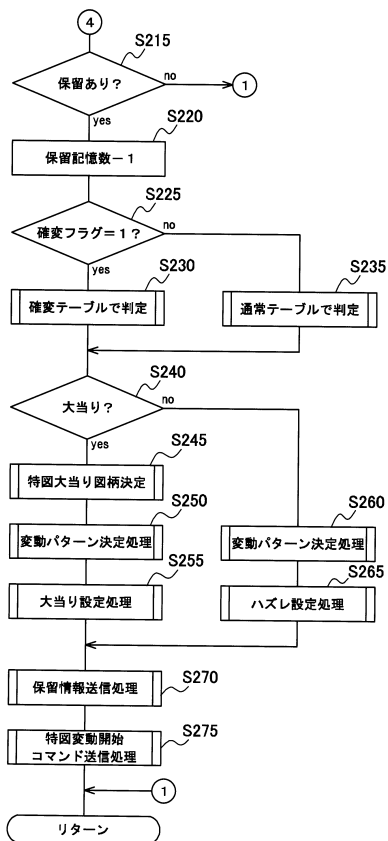 4
S215
保留あり?
no
1
yes
S220
保留記憶数-1
S225
確変フラグ=1?
no
yes
S230
確変テーブルで判定
S235
通常テーブルで判定
S240
大当り?
no
yes
S245
特図大当り図柄決定
S250
変動パターン決定処理
S255
大当り設定処理
S260
変動パターン決定処理
S265
ハズレ設定処理
S270
保留情報送信処理
S275
特図変動開始
コマンド送信処理
1
リターン